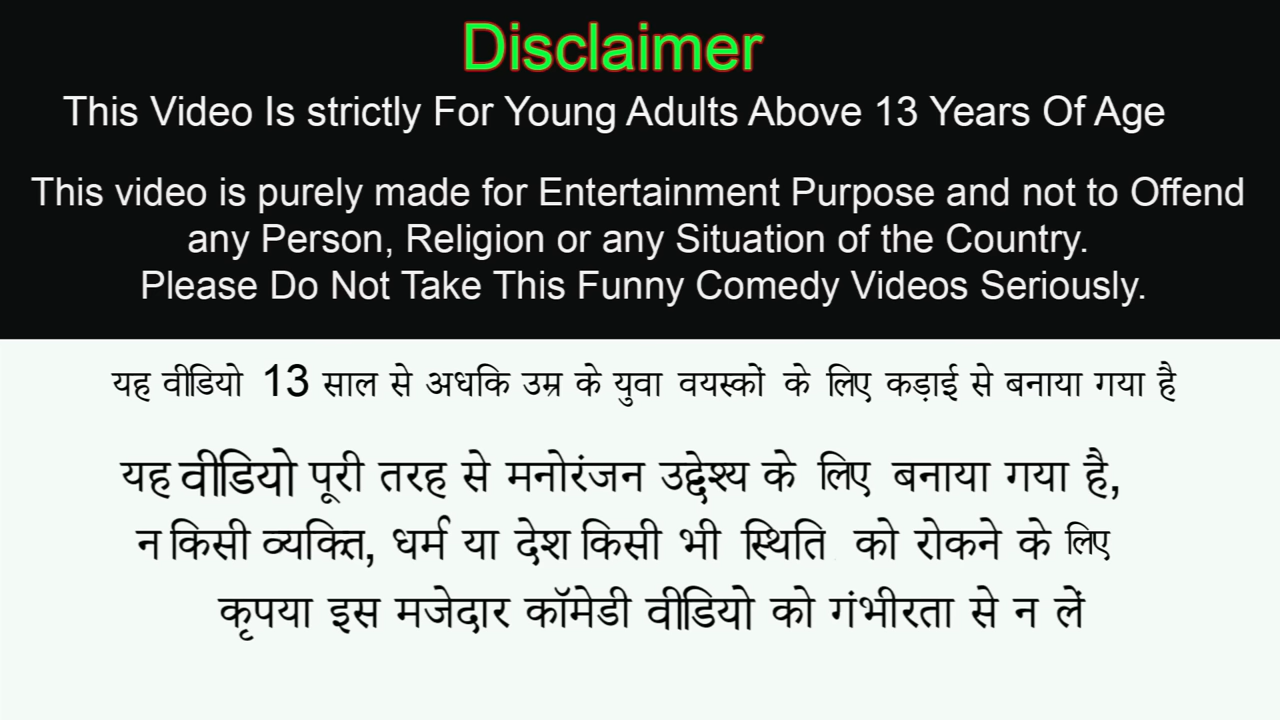 Disclaimer
This Video Is strictly For Young Adults Above 13 Years Of Age
This video is purely made for Entertainment Purpose and not to Offend
any Person, Religion or any Situation of the Country.
Please Do Not Take This Funny Comedy Videos Seriously.
यह वीडियो 13 साल से अधकि उम्र के युवा वयस्कों के लिए कड़ाई से बनाया गया है
यह वीडियो पूरी तरह से मनोरंजन उद्देश्य के लिए बनाया गया है,
न किसी व्यक्ति, धर्म या देश किसी भी स्थिति को रोकने के लिए
कृपया इस मजेदार कॉमेडी वीडियो को गंभीरता से न लें